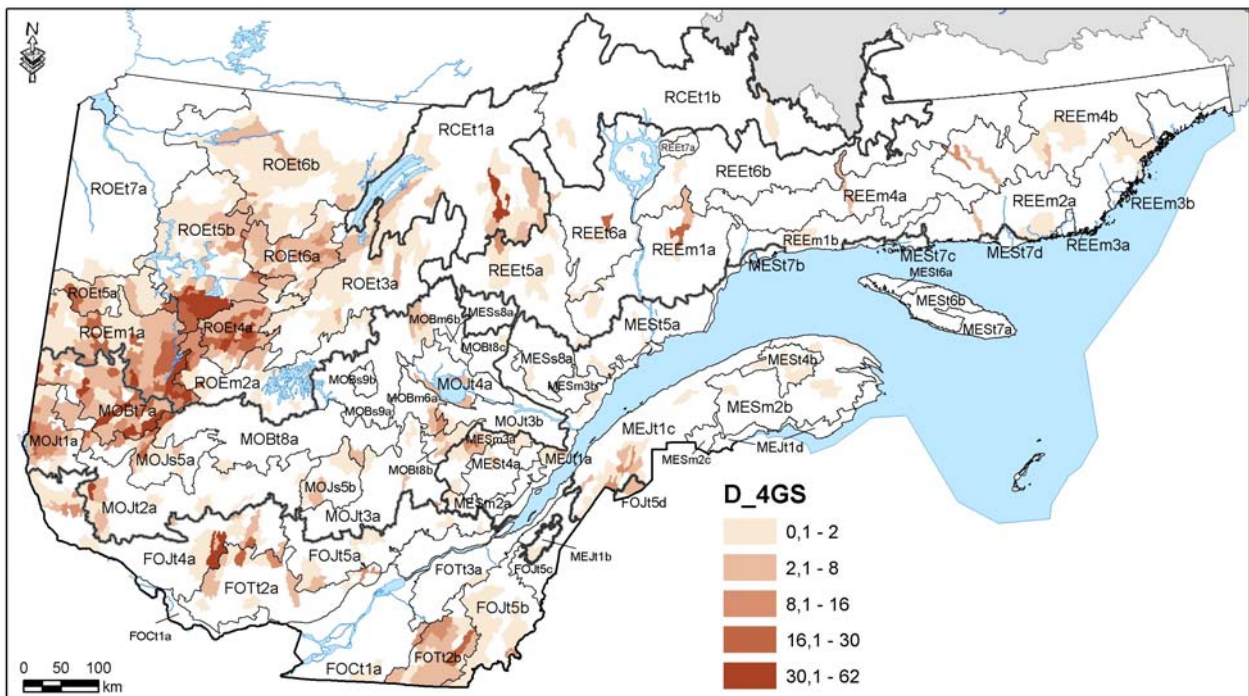 N
RCEt1b
RCEt1a
REEm4b
REEt7a
ROEt6b
REEt6b
ROEt7a
REEm4a
REEm2a
REEm3b
ROEt5b
ROEt6a
REEt6a
REEm1a
REEm1b
REEm3a
MESt7b
MESt7c
MESt7d
MESt6a
ROEt3a
REEt5a
ROEt5a
MESt6b
ROEm1a
ROEt4a
MOBm6b
MESs8a
MESt5a
MESt7a
MOBt8c
MESs8a
MESt4b
ROEm2a
MOBs9b
MOJt4a
MESm3b
MOBm6a
MESm2b
MOBt7a
MOBs9a
MOJt3b
MEJt1c
MOJt1a
MOBt8a
MESm3a
MEJt1d
MOJs5a
MESt4a
MEJt1a
MESm2c
MOBt8b
MOJs5b
MESm2a
FOJt5d
MOJt2a
MOJt3a
MEJt1b
FOJt4a
FOJt5a
FOTt3a
FOJt5c
FOTt2a
FOJt5b
FOCt1a
FOCt1a
FOTt2b
D_4GS
0,1 - 2
2,1 - 8
8,1 - 16
16,1 - 30
30,1 - 62
0 50 100
km